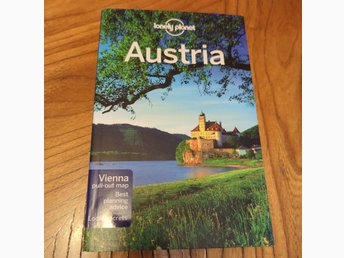 lonely planet
Austria
Vienna
pull-out map
Best
planning
advice